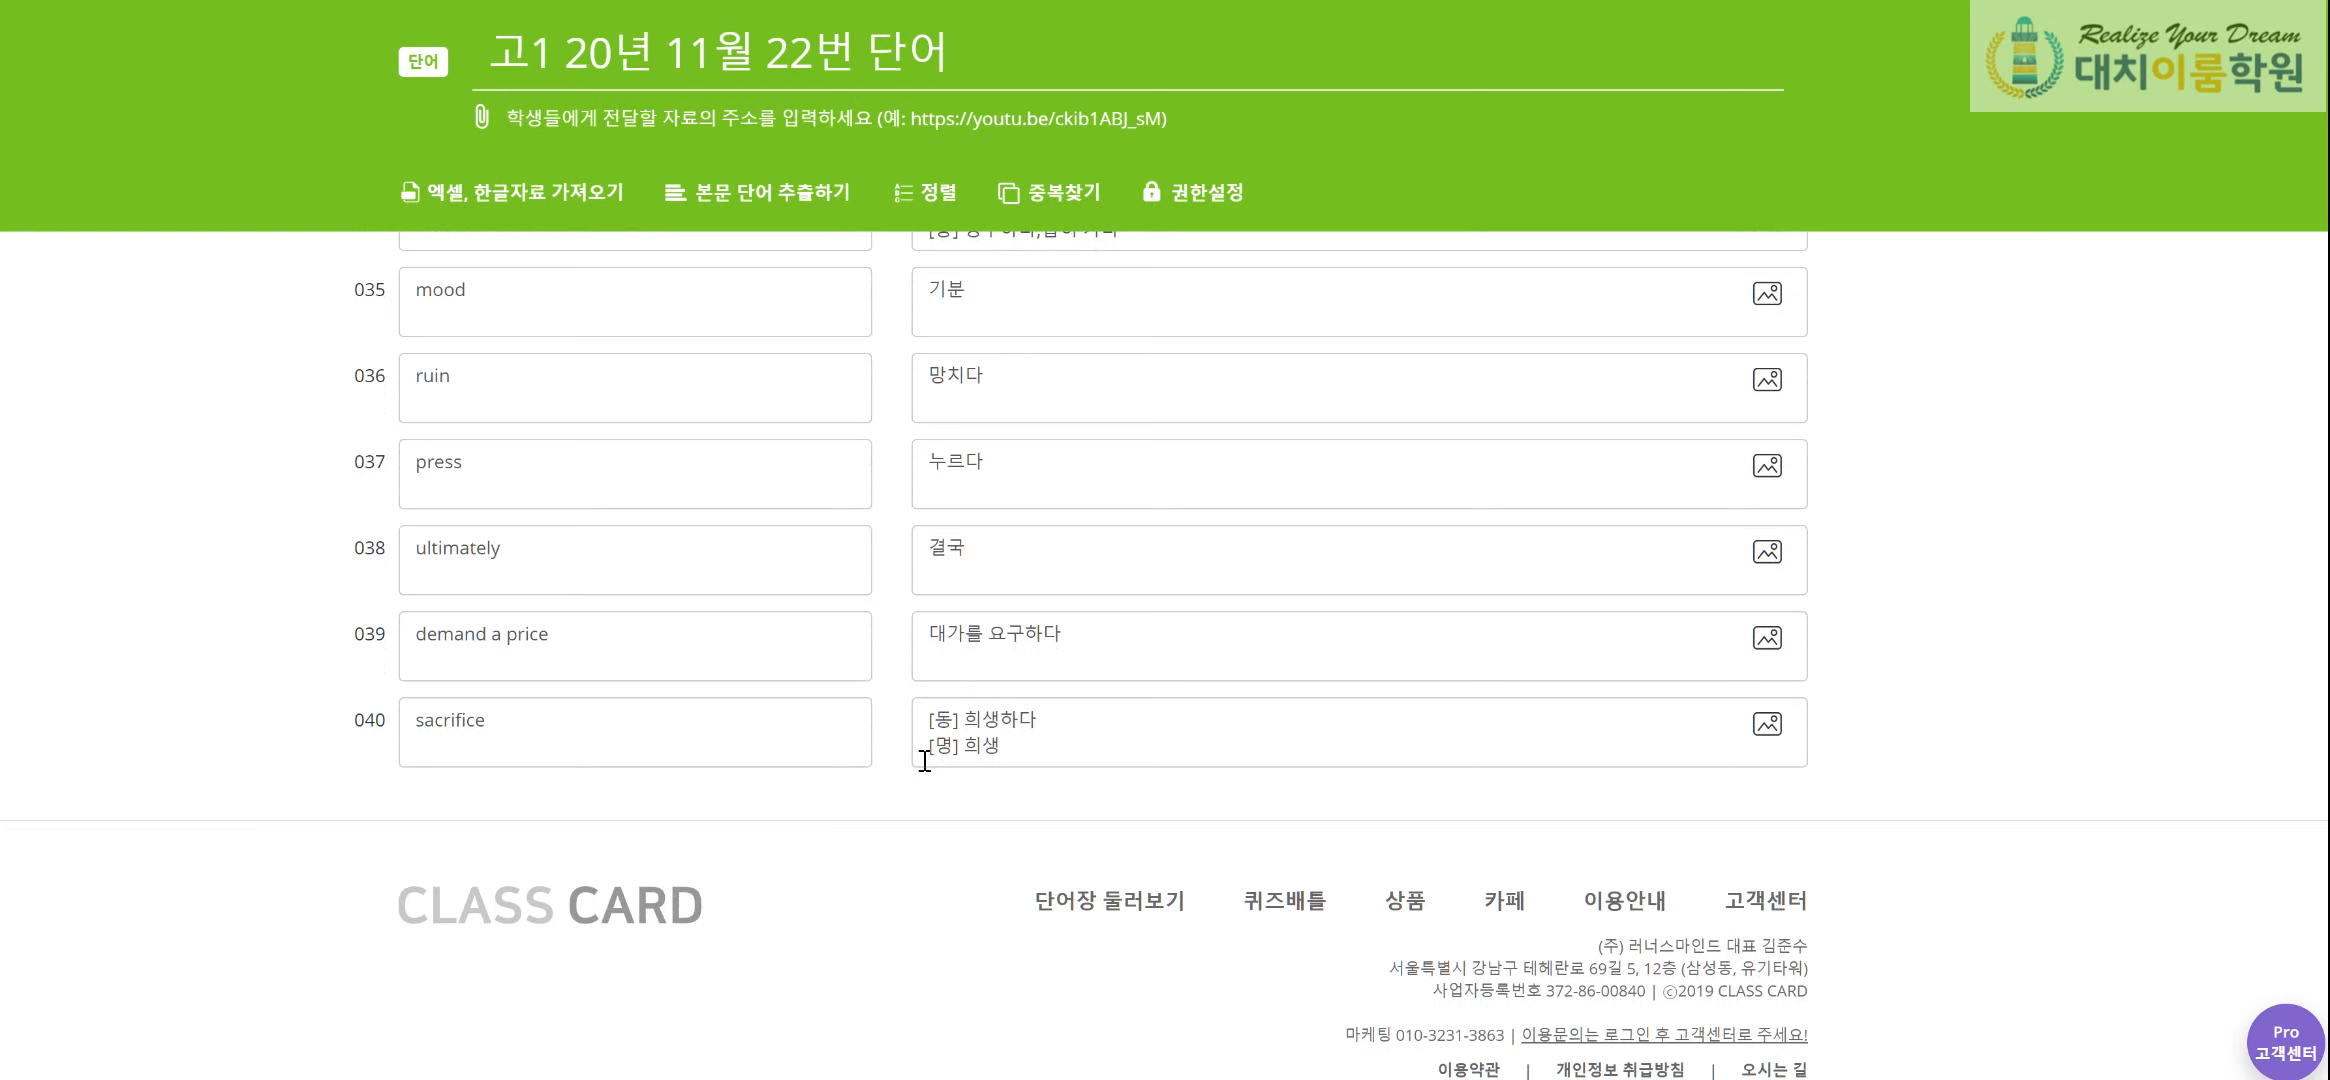 단어 고1 20년 11월 22번 단어
Realize Your Dream
대치이룸학원
학생들에게 전달할 자료의 주소를 입력하세요 (예: https://youtu.be/ckib1ABJ_sM)
엑셀, 한글자료 가져오기 본문 단어 추출하기 정렬 중복찾기 권한설정
035 mood 기분
036 ruin 망치다
037 press 누르다
038 ultimately 결국
039 demand a price 대가를 요구하다
040 sacrifice [동] 희생하다
[명] 희생
CLASS CARD
단어장 둘러보기 퀴즈배틀 상품 카페 이용안내 고객센터
(주) 러너스마인드 대표 김준수
서울특별시 강남구 테헤란로 69길 5, 12층 (삼성동, 유기타워)
사업자등록번호 372-86-00840 | ⓒ2019 CLASS CARD
마케팅 010-3231-3863 | 이용문의는 로그인 후 고객센터로 주세요!
이용약관 | 개인정보 취급방침 | 오시는 길
Pro
고객센터